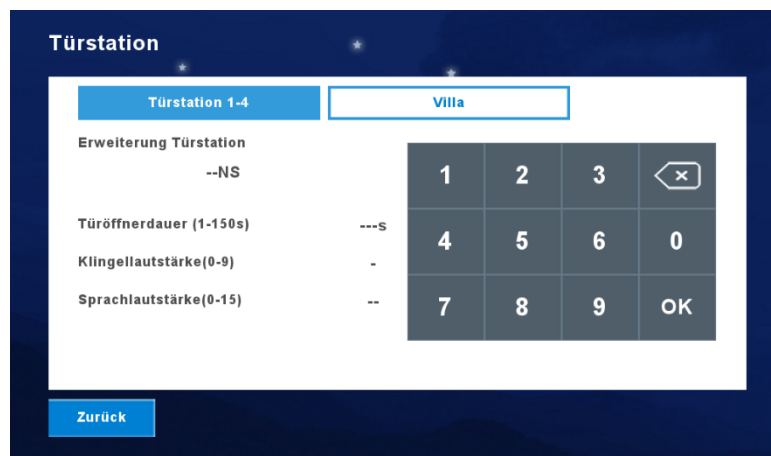 Türstation
Türstation 1-4
Villa
Erweiterung Türstation
--NS
Türöffnerdauer (1-150s) ---s
Klingellautstärke(0-9) -
Sprachlautstärke(0-15) --
1 2 3
4 5 6 0
7 8 9 OK
Zurück